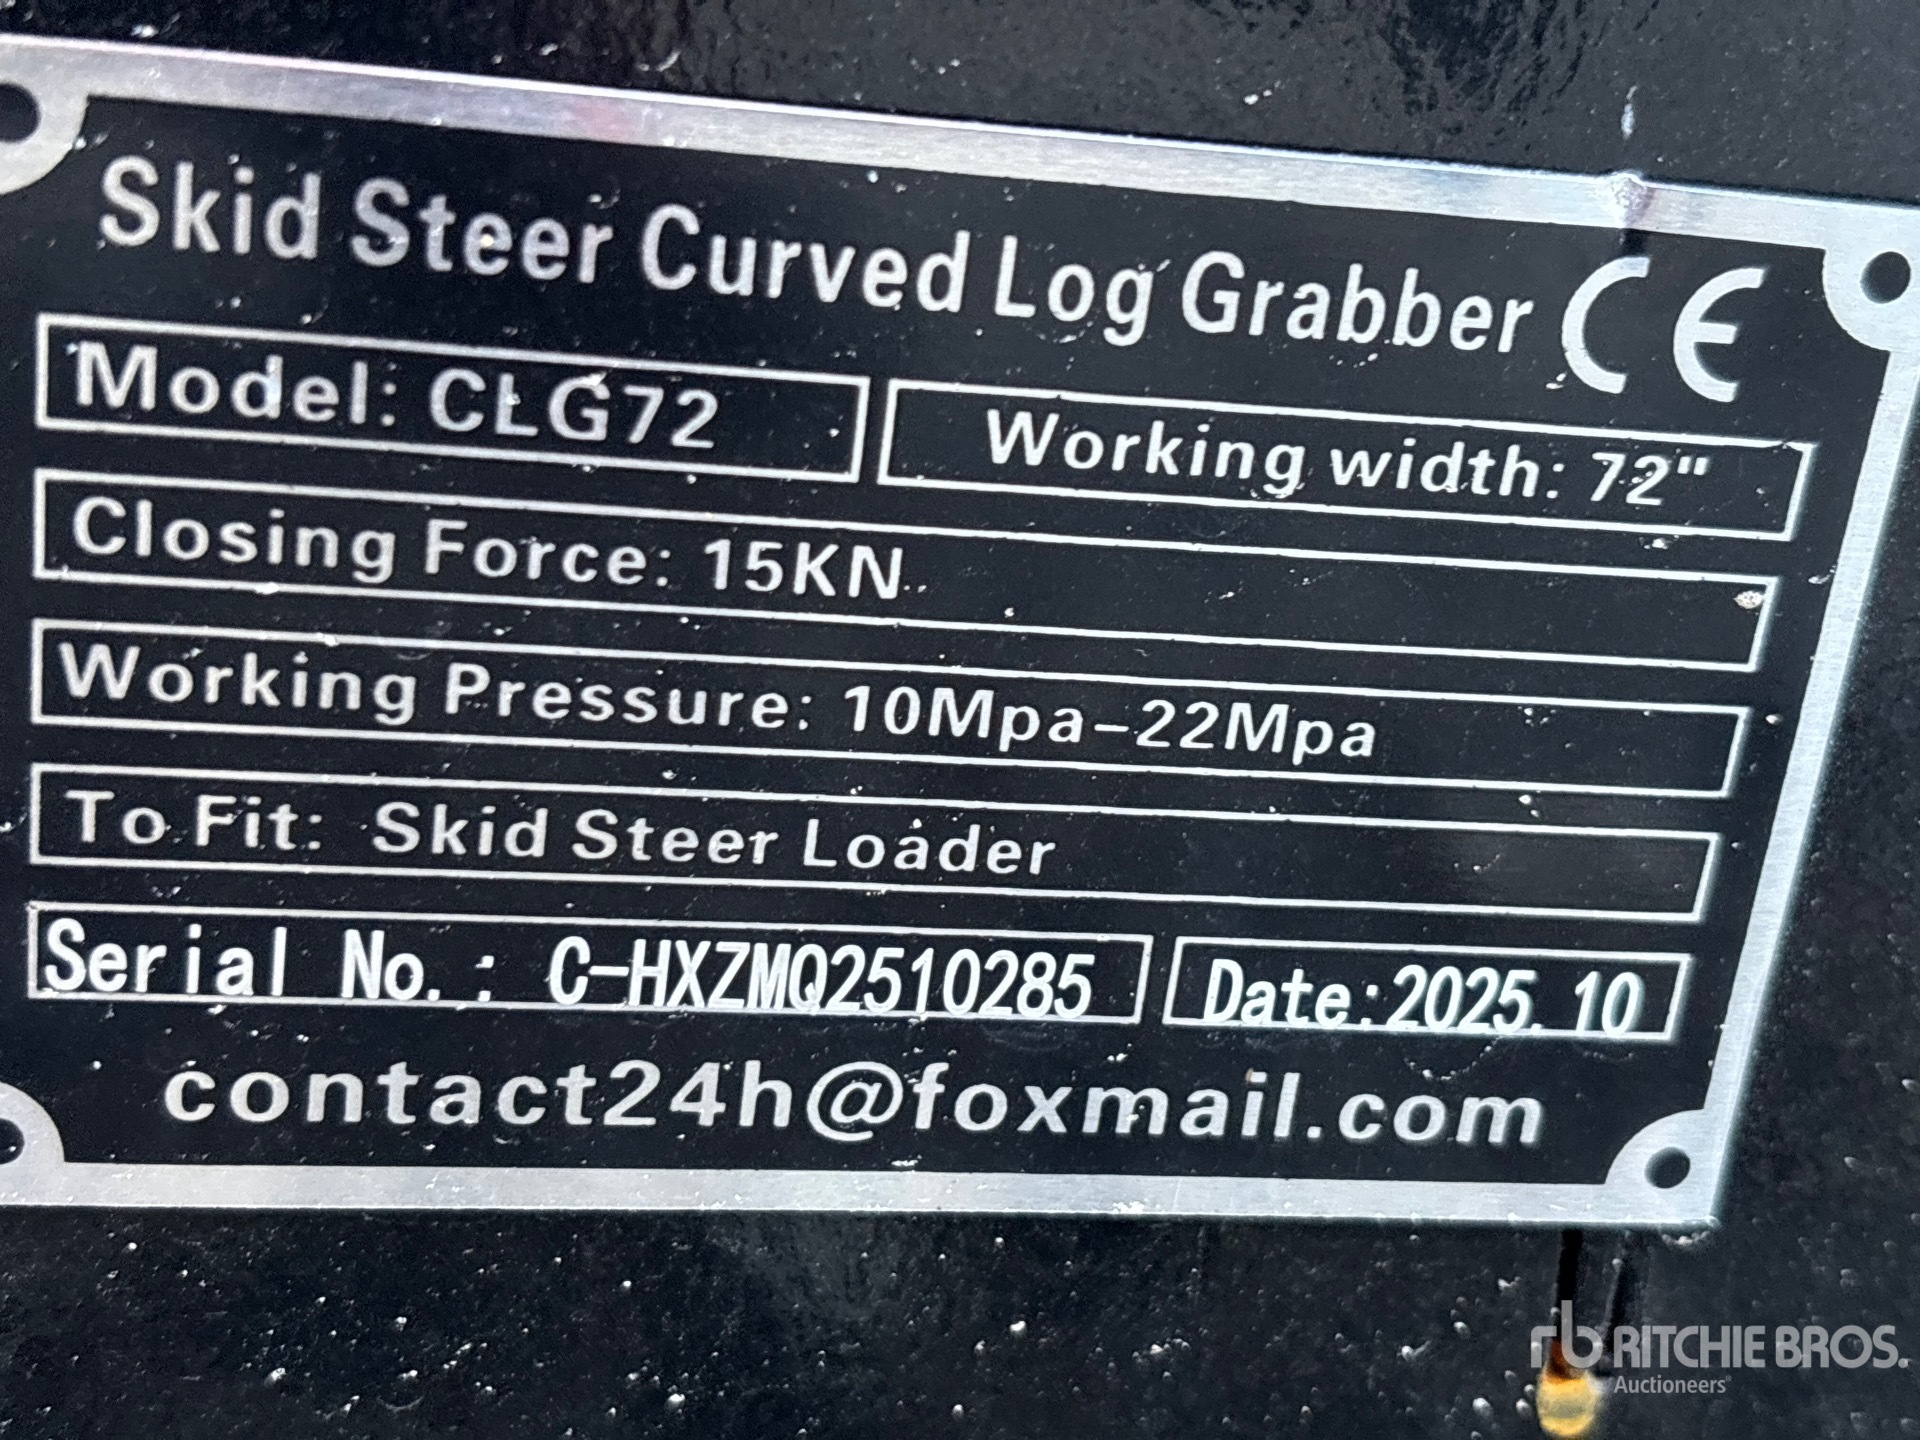 Skid Steer Curved Log Grabber CE
Model: CLG72
Working width: 72"
Closing Force: 15KN
Working Pressure: 10Mpa-22Mpa
To Fit: Skid Steer Loader
Serial No.: C-HXZMQ2510285
Date:2025.10
contact24h@foxmail.com
rb RITCHIE BROS.
Auctioneers